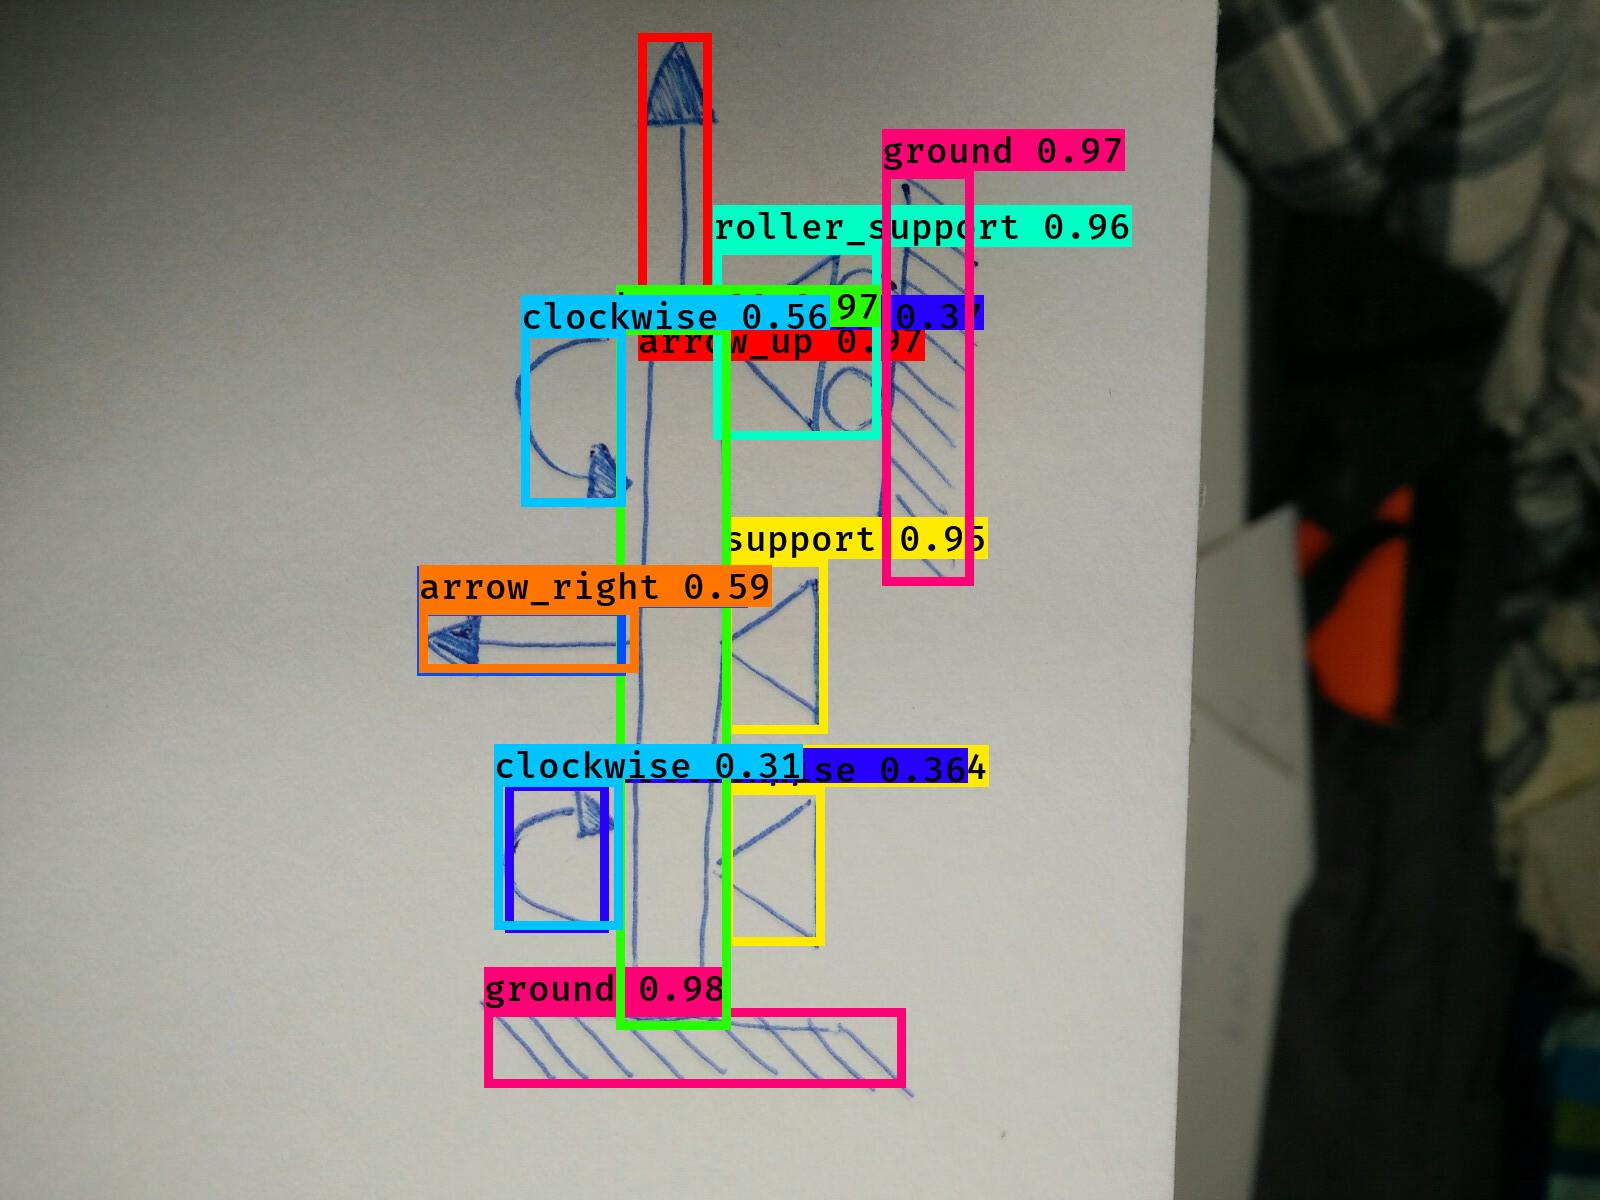 ground 0.97
roller_support 0.96
97
clockwise 0.56
0.37
arrow_up 0.97
support 0.95
arrow_right 0.59
clockwise 0.31
0.36
4
ground 0.98